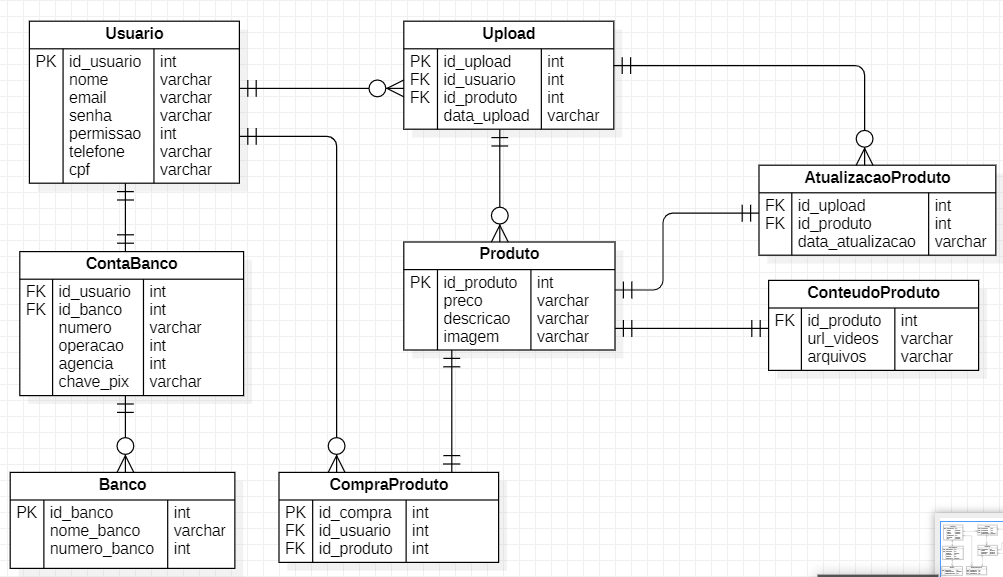 Usuario
PK id_usuario int
nome varchar
email varchar
senha varchar
permissao int
telefone varchar
cpf varchar
Upload
PK id_upload int
FK id_usuario int
FK id_produto int
data_upload varchar
AtualizacaoProduto
FK id_upload int
FK id_produto int
data_atualizacao varchar
ContaBanco
FK id_usuario int
FK id_banco int
numero varchar
operacao int
agencia int
chave_pix varchar
Produto
PK id_produto int
preco varchar
descricao varchar
imagem varchar
ConteudoProduto
FK id_produto int
url_videos varchar
arquivos varchar
Banco
PK id_banco int
nome_banco varchar
numero_banco int
CompraProduto
PK id_compra int
FK id_usuario int
FK id_produto int